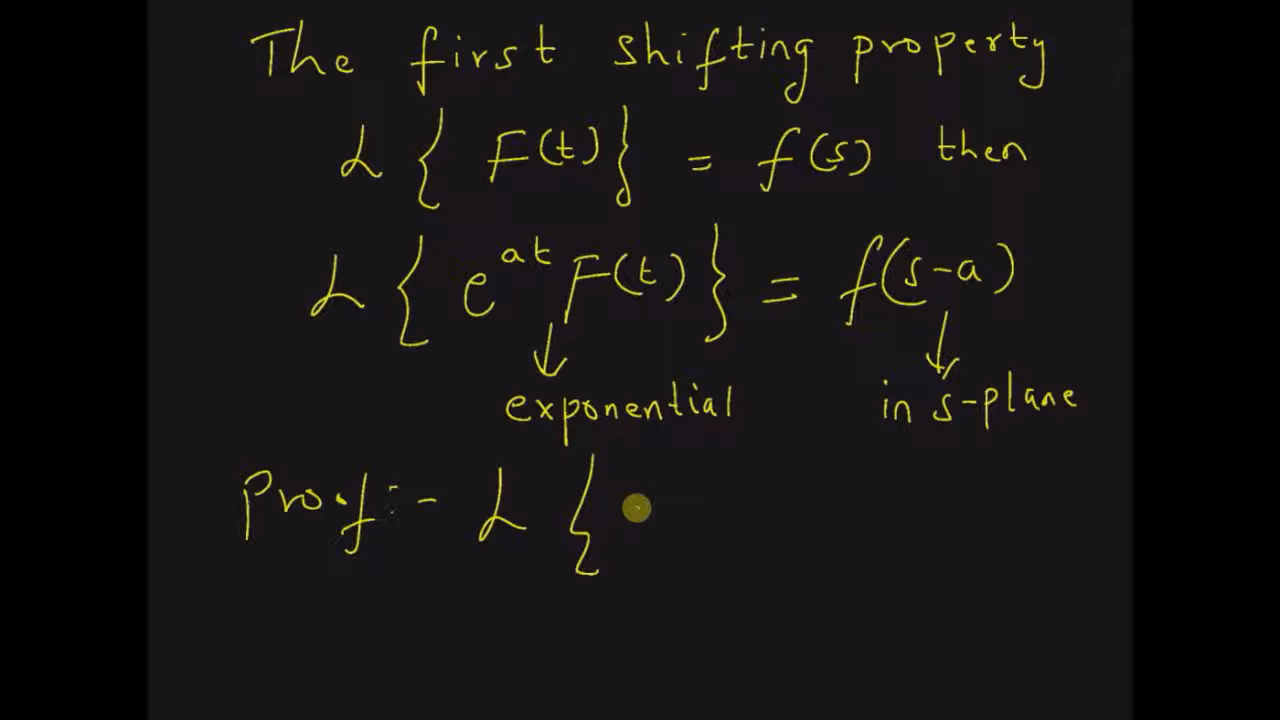 The first shifting property
ℒ { F(t)} = f(s) then
ℒ { e^at F(t)} = f(s-a)
↓ ↓
exponential in s-plane
Proof:- ℒ {